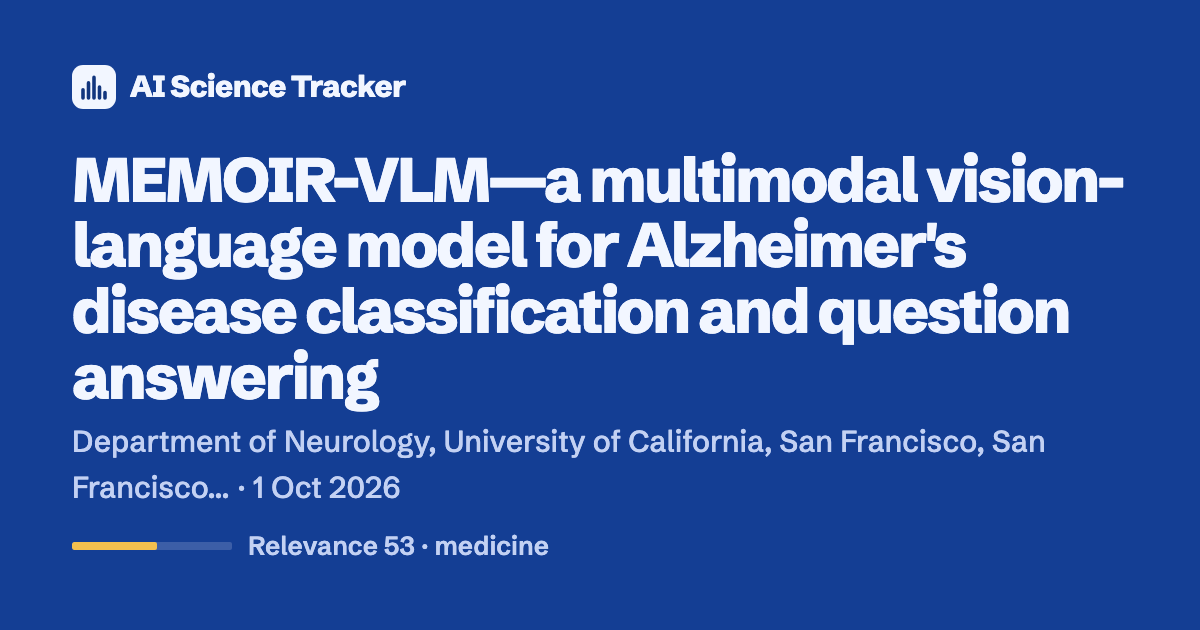 AI Science Tracker
MEMOIR-VLM—a multimodal vision-
language model for Alzheimer's
disease classification and question
answering
Department of Neurology, University of California, San Francisco, San
Francisco... · 1 Oct 2026
Relevance 53 · medicine